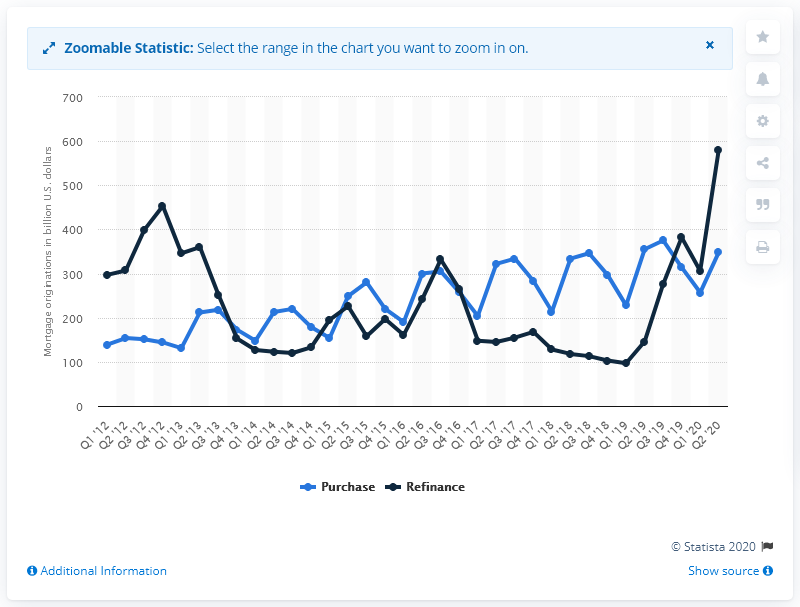 Zoomable Statistic: Select the range in the chart you want to zoom in on.
×
700
600
500
400
300
200
100
0
Mortgage originations in billion U.S. dollars
Q1 '12
Q2 '12
Q3 '12
Q4 '12
Q1 '13
Q2 '13
Q3 '13
Q4 '13
Q1 '14
Q2 '14
Q3 '14
Q4 '14
Q1 '15
Q2 '15
Q3 '15
Q4 '15
Q1 '16
Q2 '16
Q3 '16
Q4 '16
Q1 '17
Q2 '17
Q3 '17
Q4 '17
Q1 '18
Q2 '18
Q3 '18
Q4 '18
Q1 '19
Q2 '19
Q3 '19
Q4 '19
Q1 '20
Q2 '20
Purchase Refinance
© Statista 2020
Additional Information
Show source